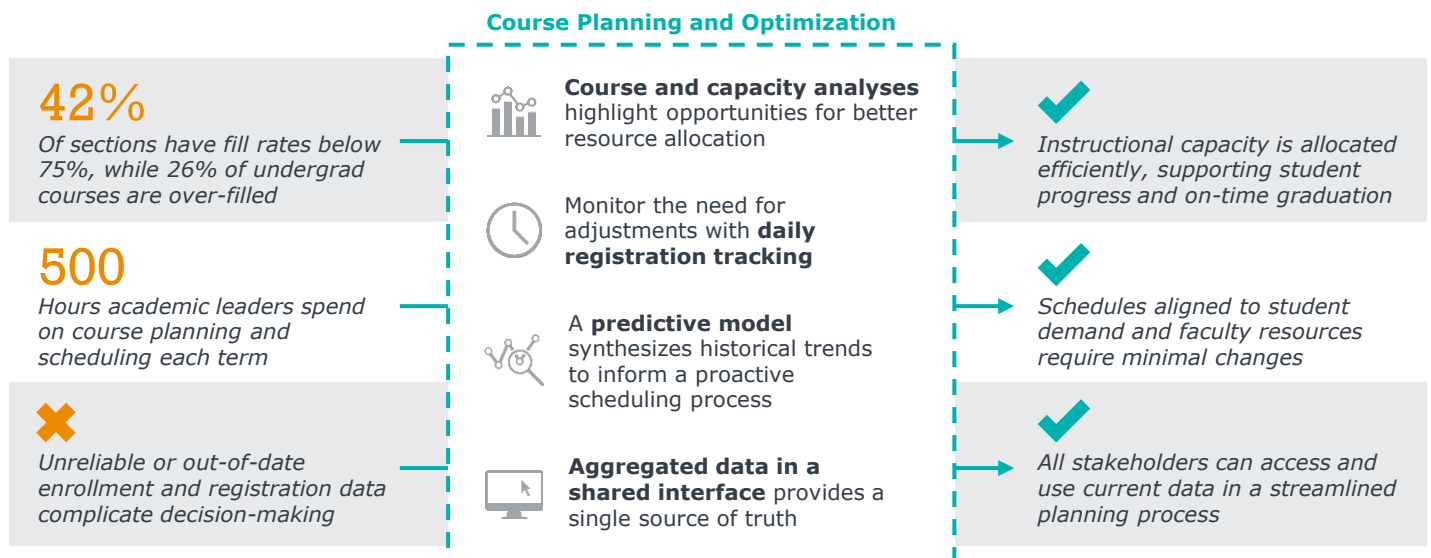 Course Planning and Optimization
42%
Of sections have fill rates below
75%, while 26% of undergrad
courses are over-filled
500
Hours academic leaders spend
on course planning and
scheduling each term
Unreliable or out-of-date
enrollment and registration data
complicate decision-making
Course and capacity analyses
highlight opportunities for better
resource allocation
Monitor the need for
adjustments with daily
registration tracking
A predictive model
synthesizes historical trends
to inform a proactive
scheduling process
Aggregated data in a
shared interface provides a
single source of truth
Instructional capacity is allocated
efficiently, supporting student
progress and on-time graduation
Schedules aligned to student
demand and faculty resources
require minimal changes
All stakeholders can access and
use current data in a streamlined
planning process